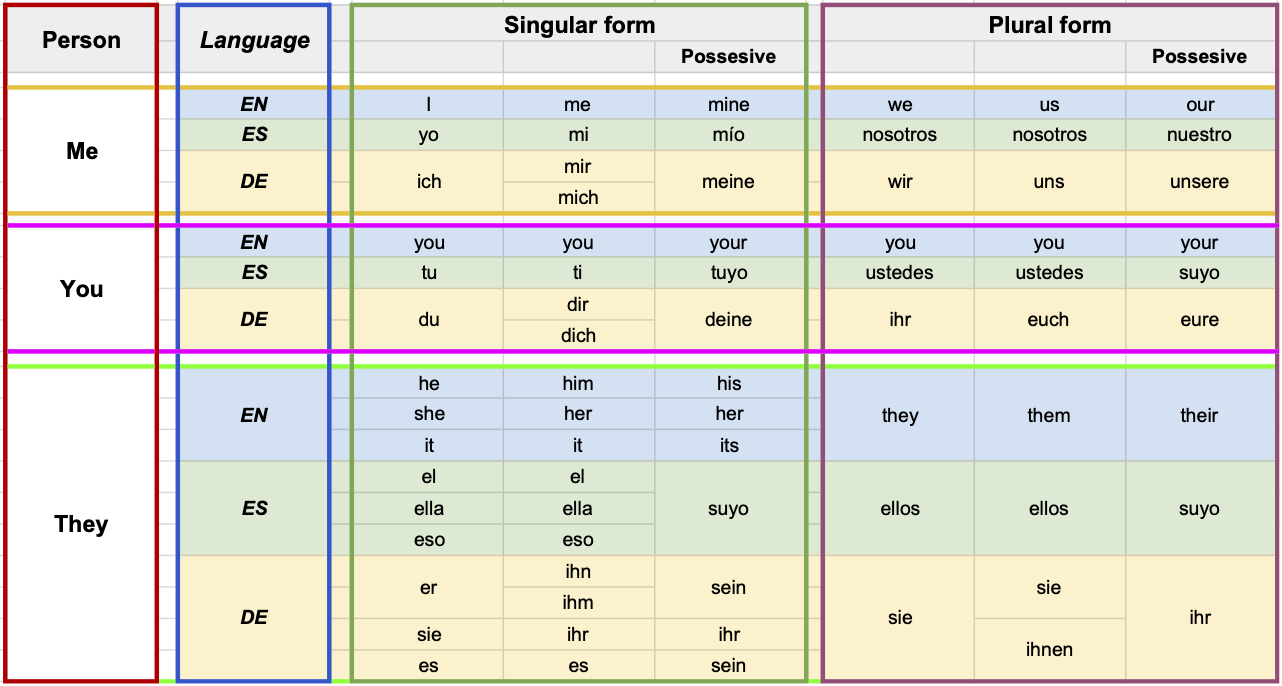 Person Language Singular form Plural form
Possesive Possesive
Me EN I me mine we us our
ES yo mi mío nosotros nosotros nuestro
DE ich mir meine wir uns unsere
mich
You EN you you your you you your
ES tu ti tuyo ustedes ustedes suyo
DE du dir deine ihr euch eure
dich
They EN he him his they them their
she her her
it it its
ES el el suyo ellos ellos suyo
ella ella
eso eso
DE er ihn sein sie sie ihr
ihm
sie ihr ihr ihnen
es es sein